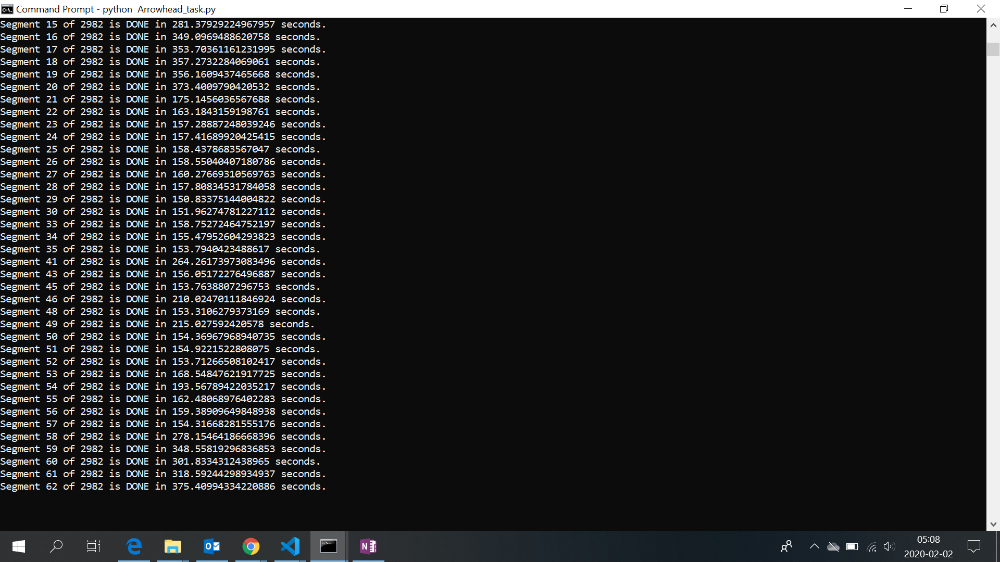 Command Prompt - python  Arrowhead_task.py
Segment 15 of 2982 is DONE in 281.37929224967957 seconds.
Segment 16 of 2982 is DONE in 349.0969488620758 seconds.
Segment 17 of 2982 is DONE in 353.70361161231995 seconds.
Segment 18 of 2982 is DONE in 357.2732284069061 seconds.
Segment 19 of 2982 is DONE in 356.1609437465668 seconds.
Segment 20 of 2982 is DONE in 373.4009790420532 seconds.
Segment 21 of 2982 is DONE in 175.1456036567688 seconds.
Segment 22 of 2982 is DONE in 163.1843159198761 seconds.
Segment 23 of 2982 is DONE in 157.28887248039246 seconds.
Segment 24 of 2982 is DONE in 157.41689920425415 seconds.
Segment 25 of 2982 is DONE in 158.4378683567047 seconds.
Segment 26 of 2982 is DONE in 158.55040407180786 seconds.
Segment 27 of 2982 is DONE in 160.27669310569763 seconds.
Segment 28 of 2982 is DONE in 157.80834531784058 seconds.
Segment 29 of 2982 is DONE in 150.83375144004822 seconds.
Segment 30 of 2982 is DONE in 151.96274781227112 seconds.
Segment 33 of 2982 is DONE in 158.75272464752197 seconds.
Segment 34 of 2982 is DONE in 155.47952604293823 seconds.
Segment 35 of 2982 is DONE in 153.7940423488617 seconds.
Segment 41 of 2982 is DONE in 264.26173973083496 seconds.
Segment 43 of 2982 is DONE in 156.05172276496887 seconds.
Segment 45 of 2982 is DONE in 153.7638807296753 seconds.
Segment 46 of 2982 is DONE in 210.02470111846924 seconds.
Segment 48 of 2982 is DONE in 153.3106279373169 seconds.
Segment 49 of 2982 is DONE in 215.027592420578 seconds.
Segment 50 of 2982 is DONE in 154.36967968940735 seconds.
Segment 51 of 2982 is DONE in 154.9221522808075 seconds.
Segment 52 of 2982 is DONE in 153.71266508102417 seconds.
Segment 53 of 2982 is DONE in 168.54847621917725 seconds.
Segment 54 of 2982 is DONE in 193.56789422035217 seconds.
Segment 55 of 2982 is DONE in 162.48068976402283 seconds.
Segment 56 of 2982 is DONE in 159.38909649848938 seconds.
Segment 57 of 2982 is DONE in 154.31668281555176 seconds.
Segment 58 of 2982 is DONE in 278.15464186668396 seconds.
Segment 59 of 2982 is DONE in 348.55819296836853 seconds.
Segment 60 of 2982 is DONE in 301.8334312438965 seconds.
Segment 61 of 2982 is DONE in 318.59244298934937 seconds.
Segment 62 of 2982 is DONE in 375.40994334220886 seconds.
05:08
2020-02-02